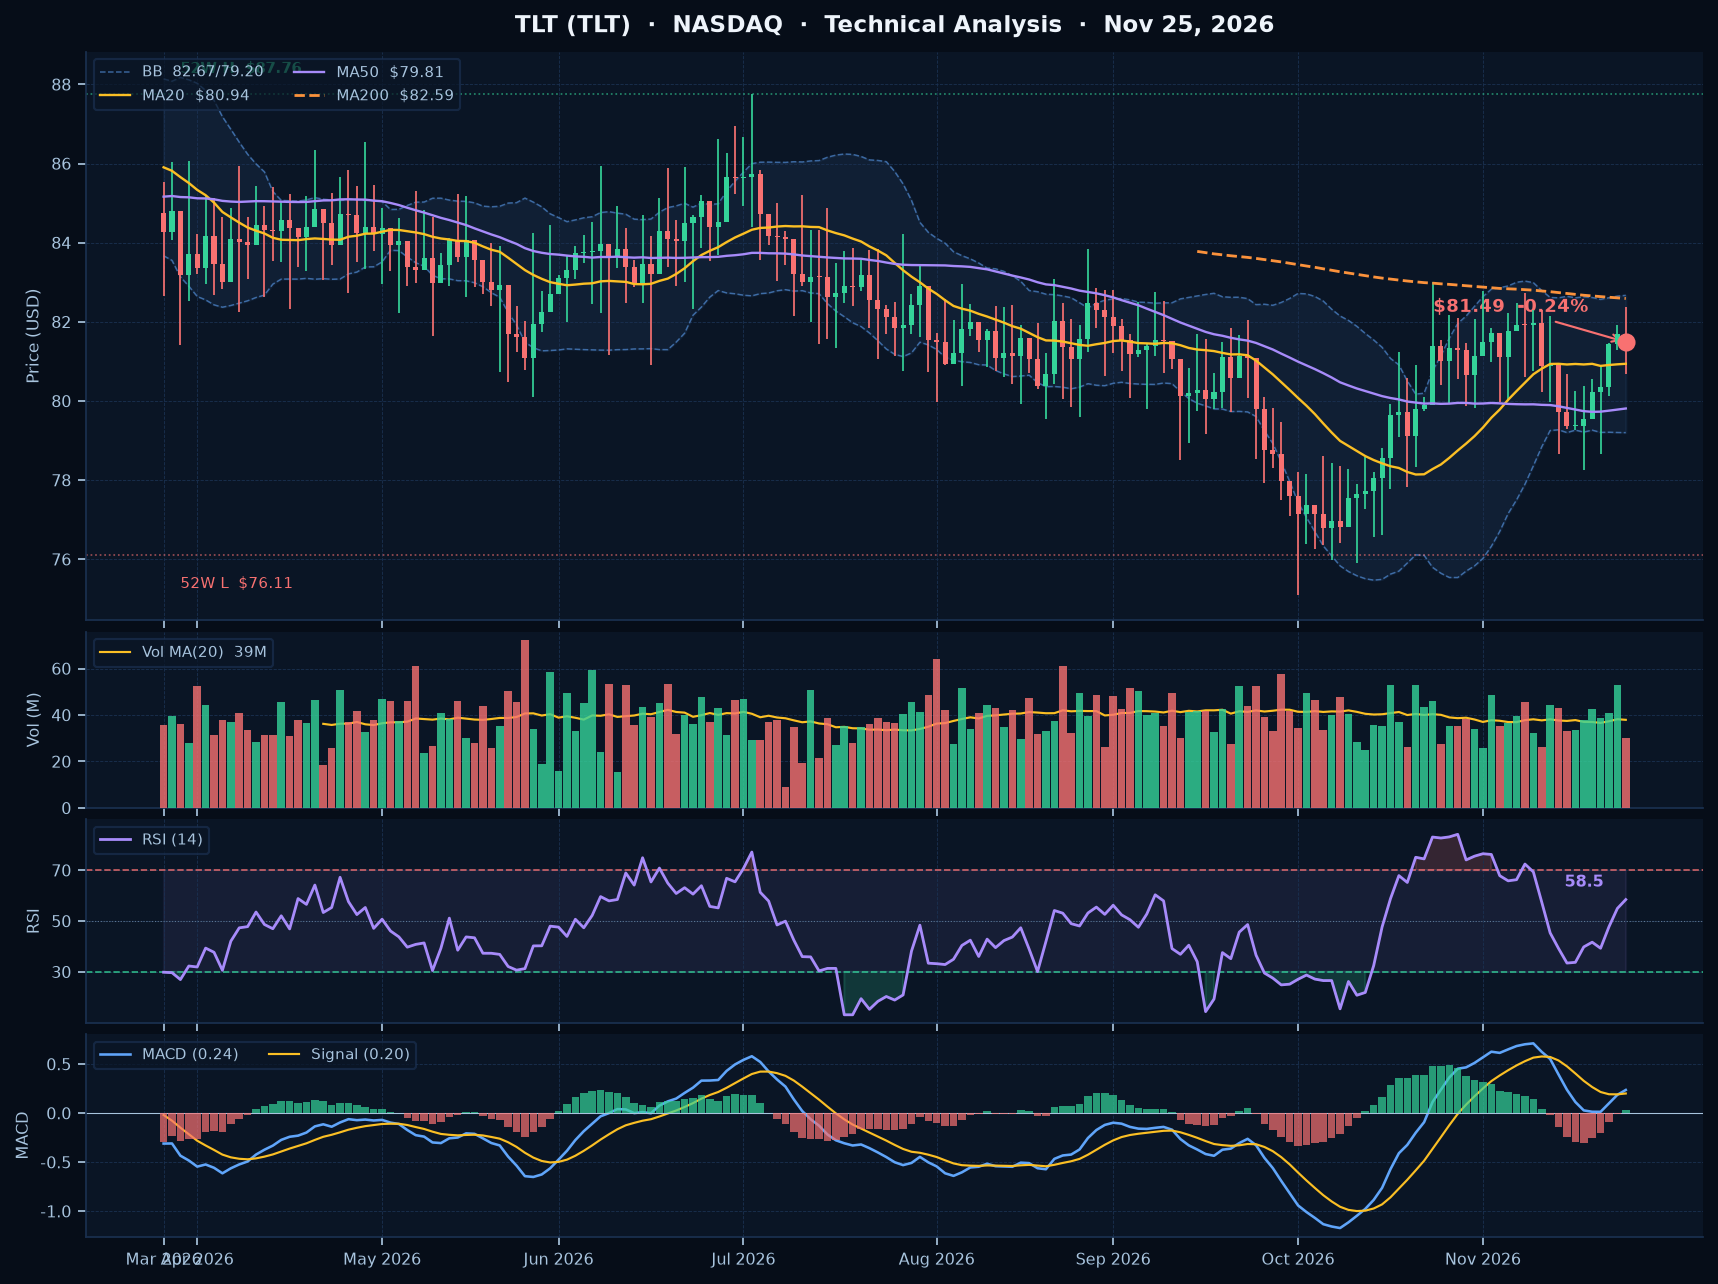 TLT (TLT) · NASDAQ · Technical Analysis · Nov 25, 2026
52W H $87.76
BB 82.67/79.20
MA20 $80.94
MA50 $79.81
MA200 $82.59
Price (USD)
88
86
84
82
80
78
76
$81.49 -0.24%
52W L $76.11
Vol MA(20) 39M
Vol (M)
60
40
20
0
RSI (14)
RSI
70
50
30
58.5
MACD (0.24)
Signal (0.20)
MACD
0.5
0.0
-0.5
-1.0
Mar 2026
Apr 2026
May 2026
Jun 2026
Jul 2026
Aug 2026
Sep 2026
Oct 2026
Nov 2026